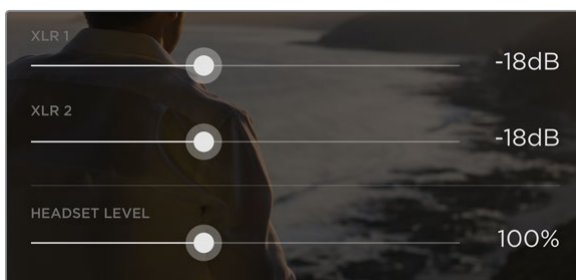 XLR 1
-18dB
XLR 2
-18dB
HEADSET LEVEL
100%